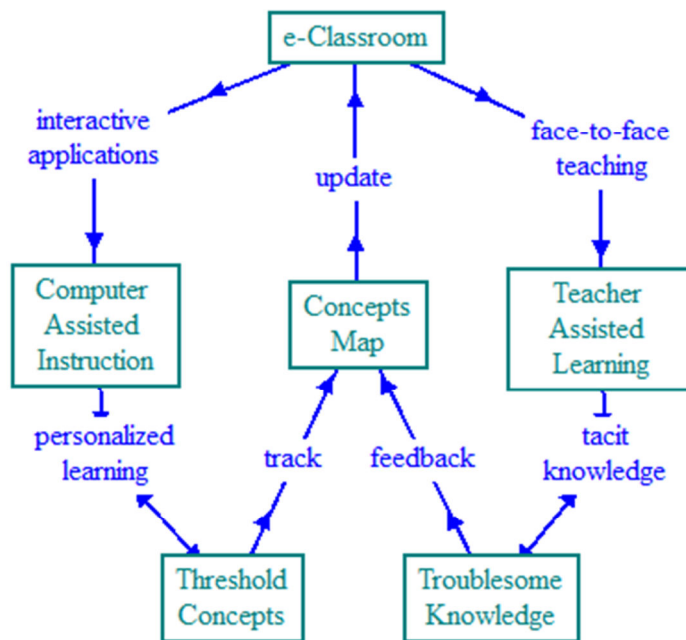 e-Classroom
interactive
applications
update
face-to-face
teaching
Computer
Assisted
Instruction
Concepts
Map
Teacher
Assisted
Learning
personalized
learning
track
feedback
tacit
knowledge
Threshold
Concepts
Troublesome
Knowledge